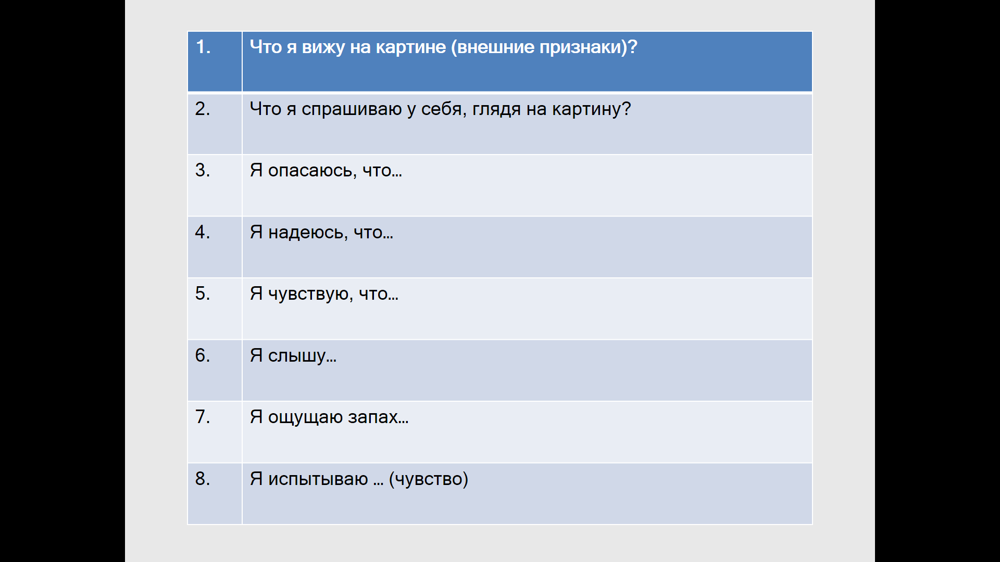 1. Что я вижу на картине (внешние признаки)?
2. Что я спрашиваю у себя, глядя на картину?
3. Я опасаюсь, что…
4. Я надеюсь, что…
5. Я чувствую, что…
6. Я слышу…
7. Я ощущаю запах…
8. Я испытываю … (чувство)